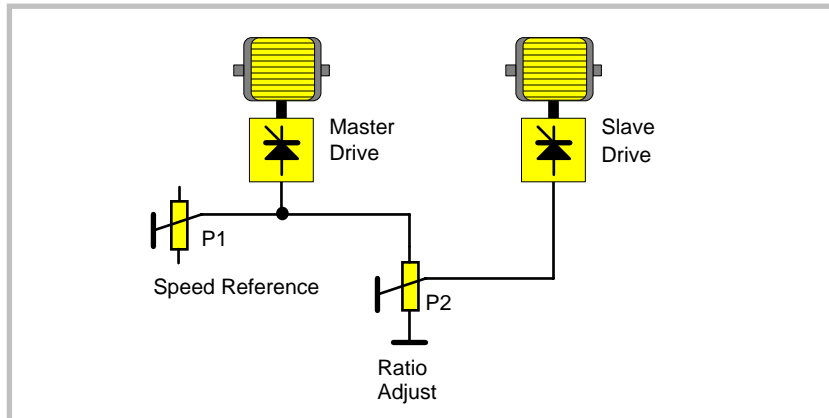 Master
Drive
Slave
Drive
P1
Speed Reference
P2
Ratio
Adjust